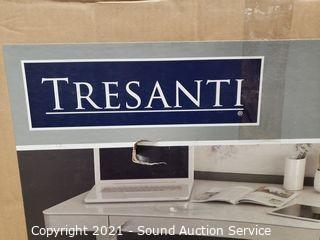 TRESANTI
®
Copyright 2021 - Sound Auction Service